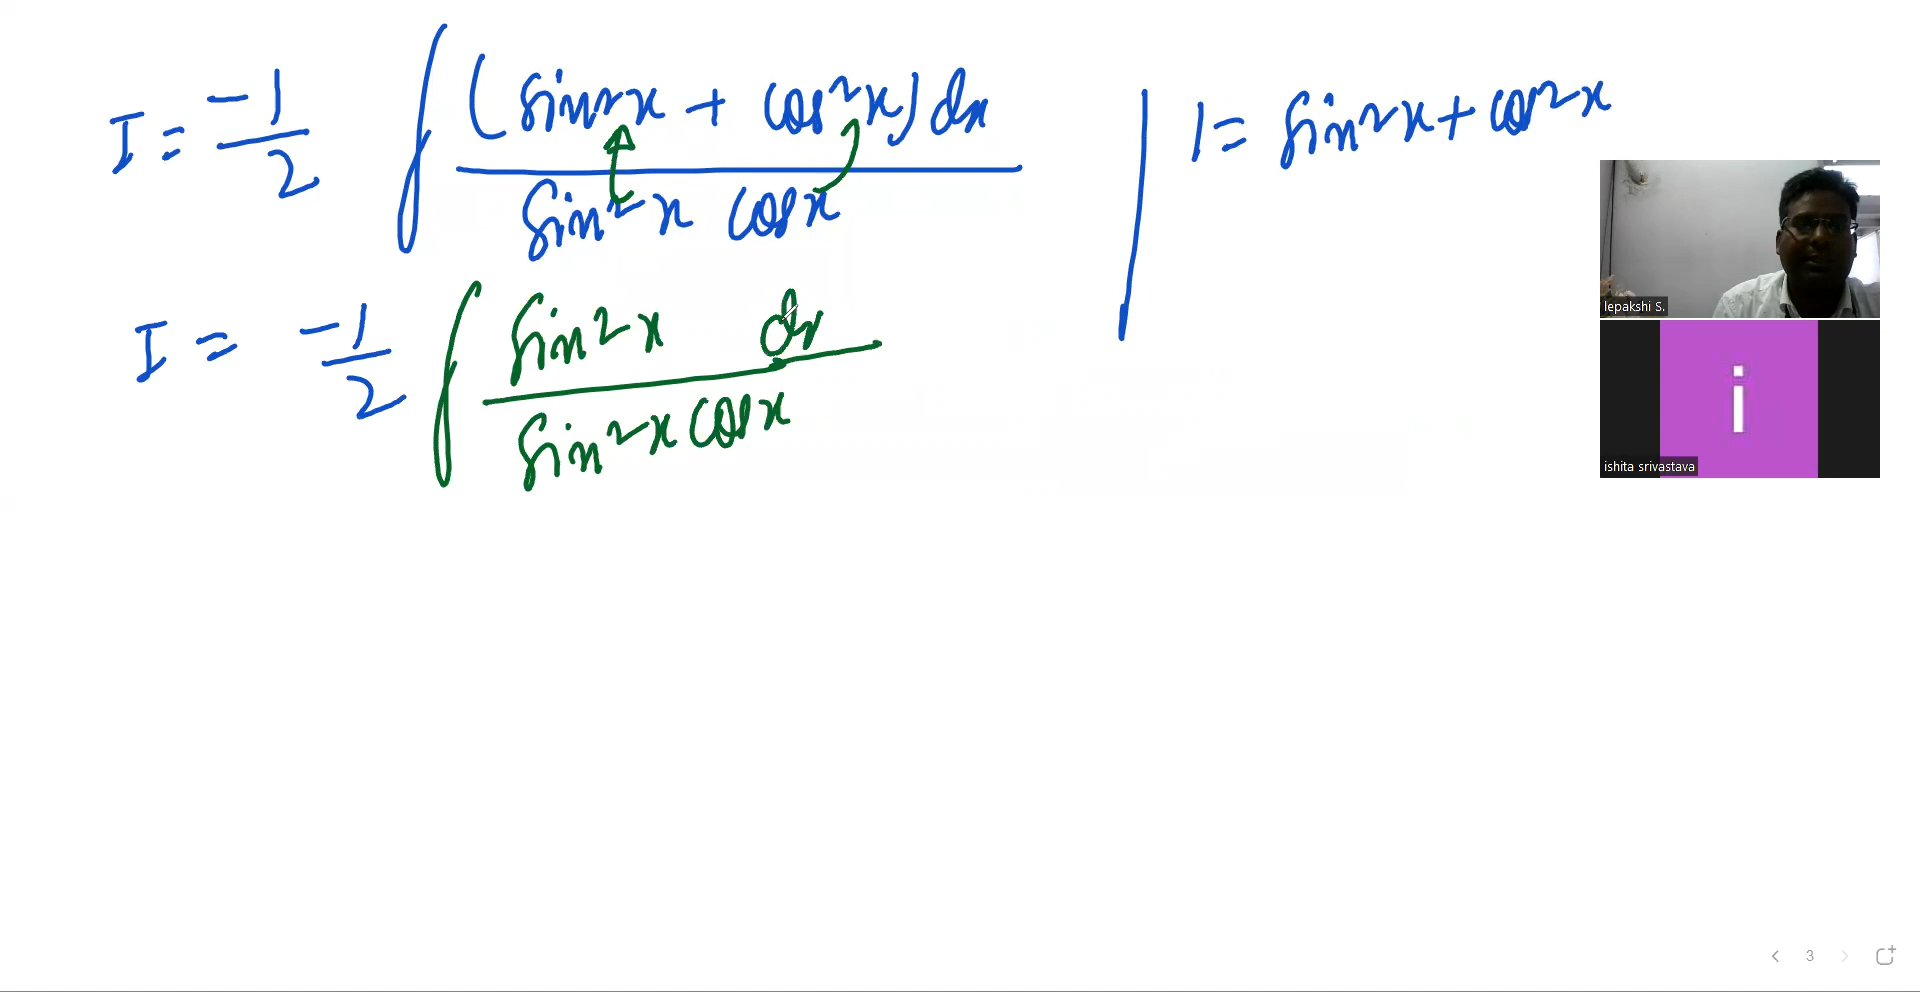 I = -1/2 ∫ (sin²x + cos²x) dx / sin²x cosx
1 = sin²x + cos²x
I = -1/2 ∫ sin²x dx / sin²x cosx
lepakshi S.
i
ishita srivastava
3